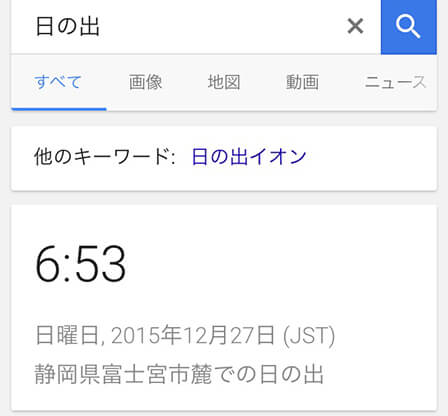 日の出
すべて 画像 地図 動画 ニュース
他のキーワード: 日の出イオン
6:53
日曜日, 2015年12月27日 (JST)
静岡県富士宮市麓での日の出